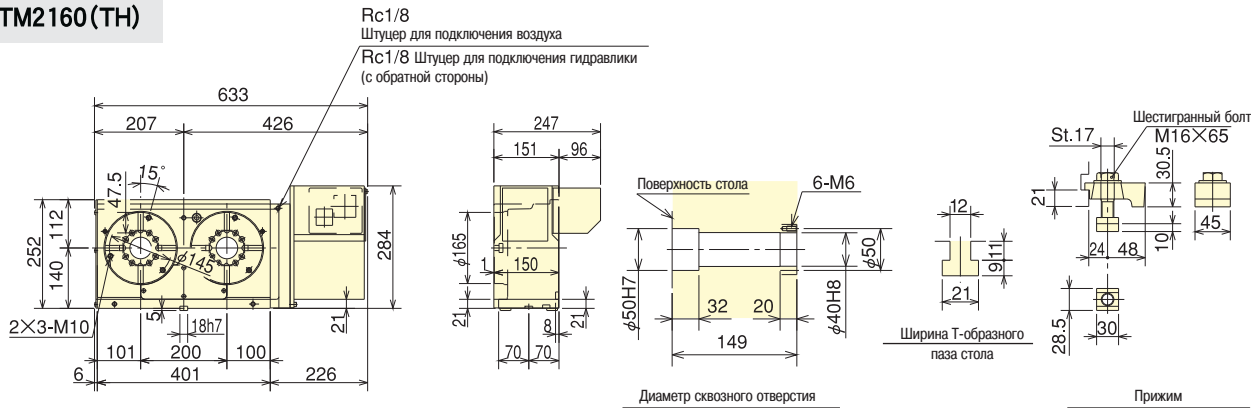 TM2160(TH)
Rc1/8
Штуцер для подключения воздуха
Rc1/8 Штуцер для подключения гидравлики
(с обратной стороны)
633
207
426
15°
47.5
112
252
140
284
φ145
5
21
18h7
2×3-M10
101
200
100
6
401
226
247
151
96
φ165
1
150
21
8
21
70
70
Поверхность стола
6-M6
φ50H7
32
20
φ40H8
φ50
149
Диаметр сквозного отверстия
12
11
9
21
Ширина Т-образного
паза стола
Шестигранный болт
M16×65
St.17
30.5
21
10
24
48
45
28.5
30
Прижим